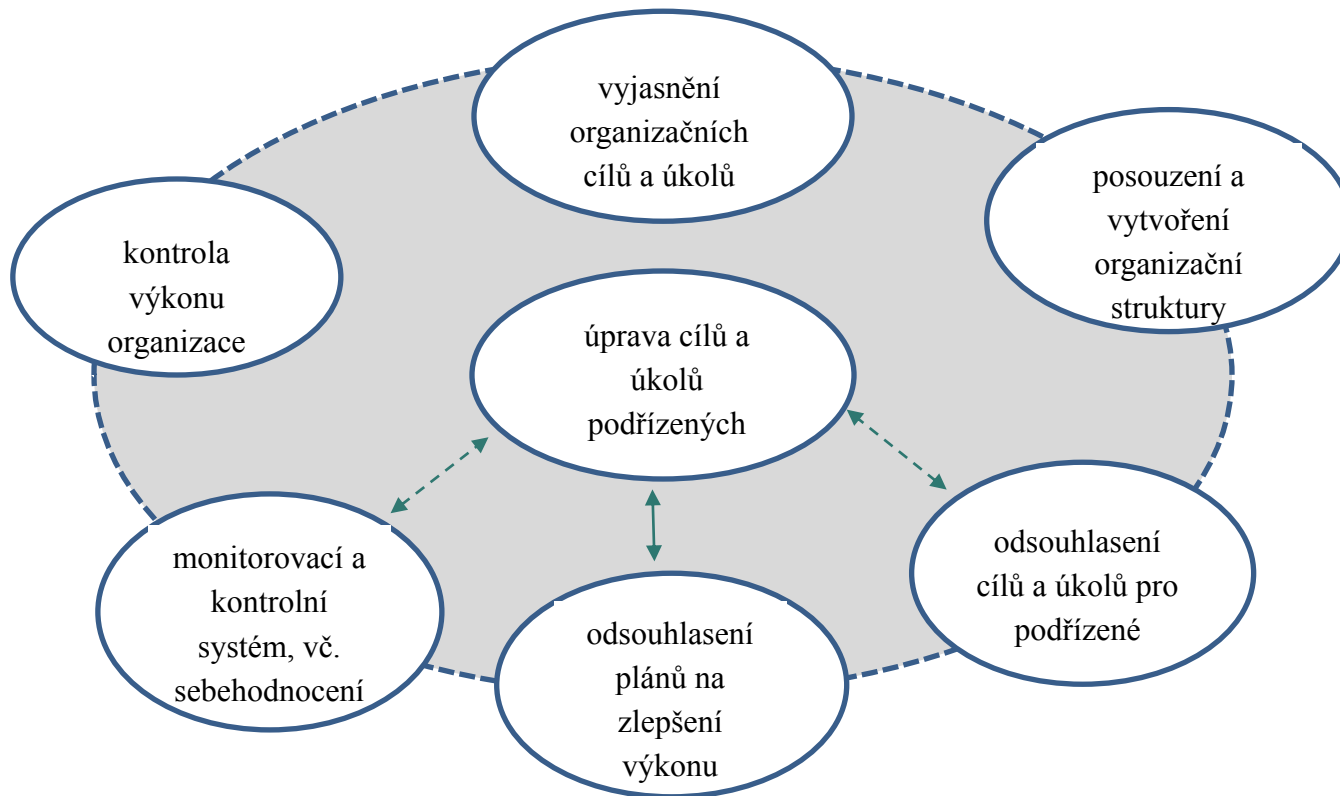 vyjasnění
organizačních
cílů a úkolů
posouzení a
vytvoření
organizační
struktury
kontrola
výkonu
organizace
úprava cílů a
úkolů
podřízených
odsouhlasení
cílů a úkolů pro
podřízené
monitorovací a
kontrolní
systém, vč.
sebehodnocení
odsouhlasení
plánů na
zlepšení
výkonu